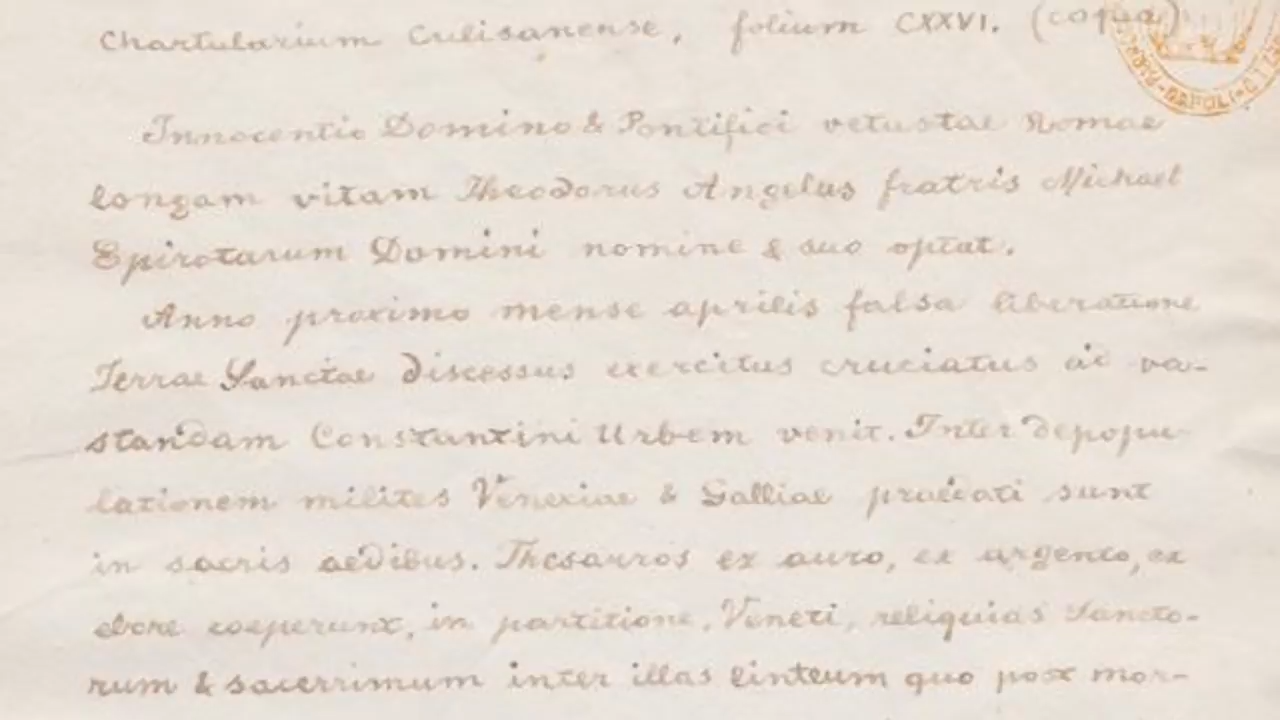 Chartularium Culisanense, folium CXXVI. (copia)
Innocentio Domino & Pontifici vetustae Romae
longam vitam Theodorus Angelus fratris Michael
Epirotarum Domini nomine & suo optat.
Anno proximo mense aprilis falsa liberatione
Terrae Sanctae discessus exercitus cruciatus ad va-
standam Constantini Urbem venit. Inter depopu-
lationem milites Veneciae & Galliae praedati sunt
in sacris aedibus. Thesauros ex auro, ex argento, ex
ebore coeperunt, in partitione, Veneti, reliquias Sancto-
rum & sacerrimum inter illas linteum quo post mor-
NAPOLI